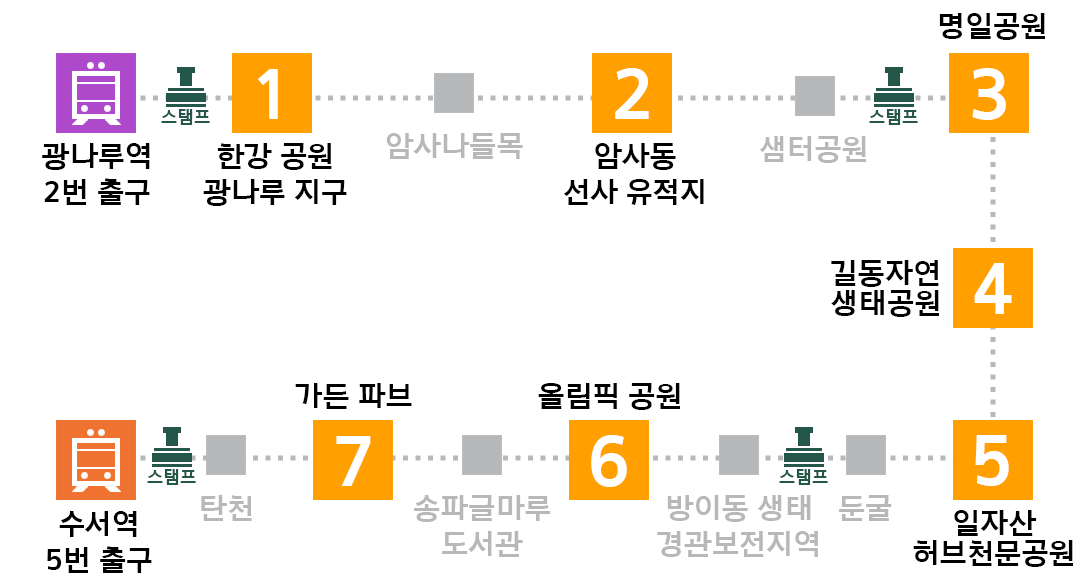 명일공원
1
2
3
스탬프
스탬프
광나루역
2번 출구
한강 공원
광나루 지구
암사나들목
암사동
선사 유적지
샘터공원
길동자연
생태공원
4
가든 파브
올림픽 공원
7
6
5
스탬프
스탬프
수서역
5번 출구
탄천
송파글마루
도서관
방이동 생태
경관보전지역
둔굴
일자산
허브천문공원